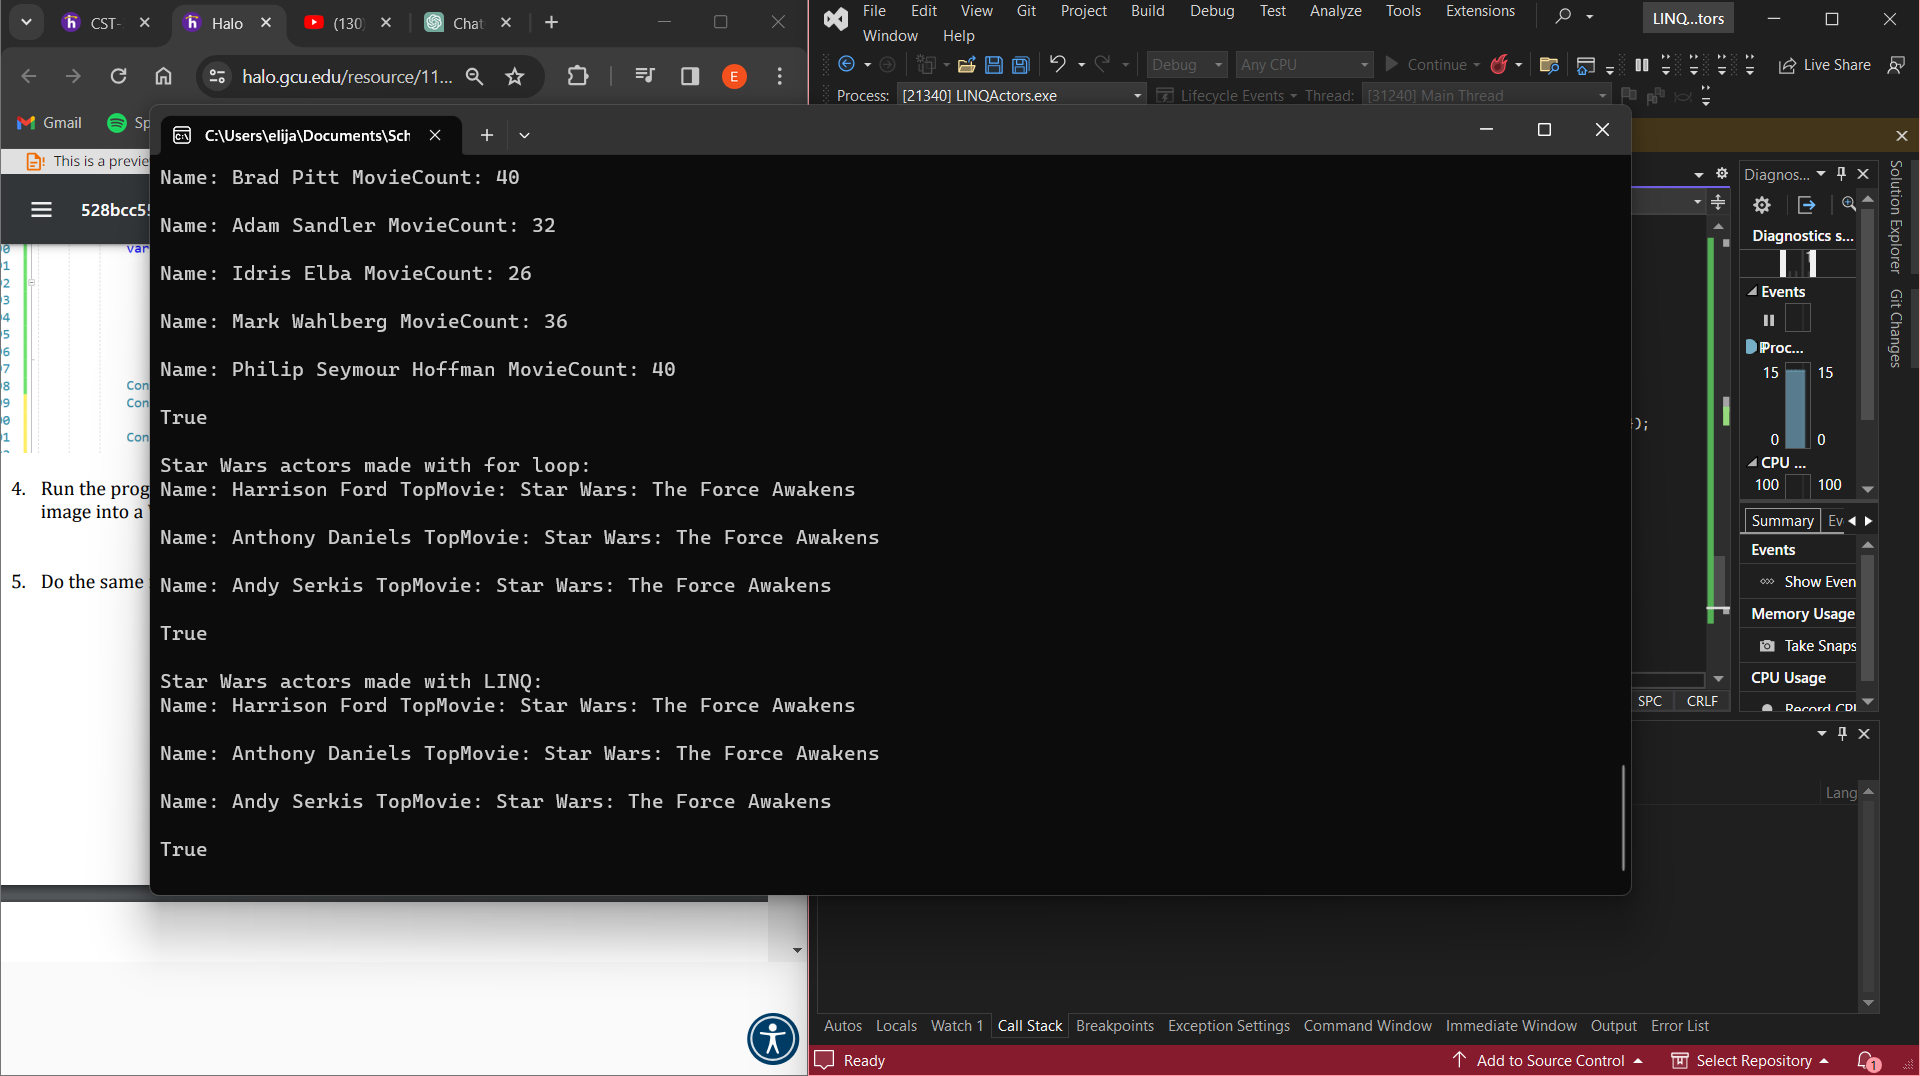 CST-
Halo
(130)
Chat
halo.gcu.edu/resource/11...
E
Gmail
Sp
This is a previe
528bcc5
var
Con
Con
Con
4. Run the prog
image into a
5. Do the same
File Edit View Git Project Build Debug Test Analyze Tools Extensions
Window Help
LINQ...tors
Debug Any CPU Continue Live Share
Process: [21340] LINQActors.exe Lifecycle Events Thread: [31240] Main Thread
C:\Users\elija\Documents\Sch
Name: Brad Pitt MovieCount: 40
Name: Adam Sandler MovieCount: 32
Name: Idris Elba MovieCount: 26
Name: Mark Wahlberg MovieCount: 36
Name: Philip Seymour Hoffman MovieCount: 40
True
Star Wars actors made with for loop:
Name: Harrison Ford TopMovie: Star Wars: The Force Awakens
Name: Anthony Daniels TopMovie: Star Wars: The Force Awakens
Name: Andy Serkis TopMovie: Star Wars: The Force Awakens
True
Star Wars actors made with LINQ:
Name: Harrison Ford TopMovie: Star Wars: The Force Awakens
Name: Anthony Daniels TopMovie: Star Wars: The Force Awakens
Name: Andy Serkis TopMovie: Star Wars: The Force Awakens
True
);
SPC CRLF
Diagnos...
Diagnostics s...
Events
Proc...
15 15
0 0
CPU ...
100 100
Summary Ev
Events
Show Even
Memory Usage
Take Snaps
CPU Usage
Record CPU
Solution Explorer
Git Changes
Lang
Autos Locals Watch 1 Call Stack Breakpoints Exception Settings Command Window Immediate Window Output Error List
Ready
Add to Source Control Select Repository 1